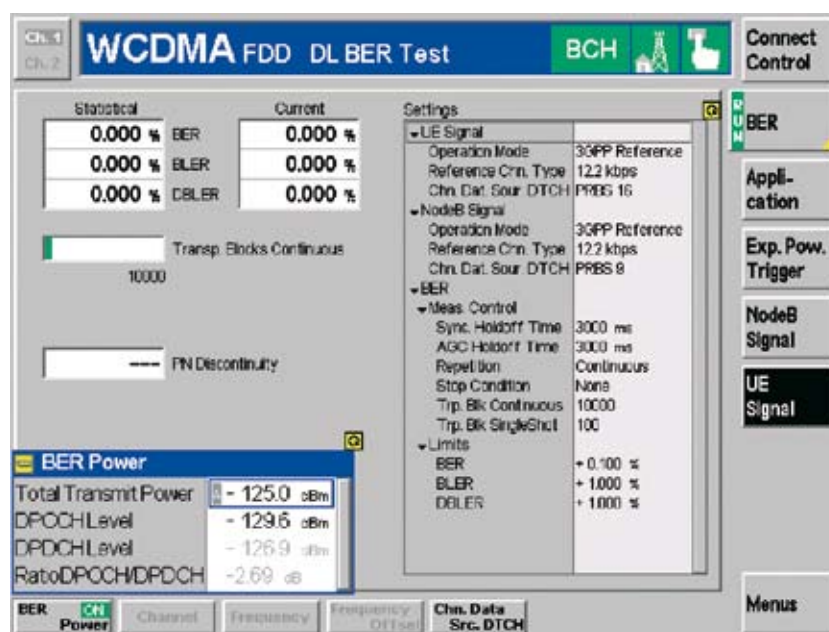 Ch. 1
Ch. 2
WCDMA FDD DL BER Test
BCH
Connect
Control
Statistical
Current
0.000 % BER 0.000 %
0.000 % BLER 0.000 %
0.000 % DBLER 0.000 %
Transp. Blocks Continuous
10000
--- PN Discontinuity
Settings
UE Signal
Operation Mode 3GPP Reference
Reference Chn. Type 12.2 kbps
Chn. Dat. Sour. DTCH PRBS 16
NodeB Signal
Operation Mode 3GPP Reference
Reference Chn. Type 12.2 kbps
Chn. Dat. Sour. DTCH PRBS 9
BER
Meas. Control
Sync. Holdoff Time 3000 ms
AGC Holdoff Time 3000 ms
Repetition Continuous
Stop Condition None
Trp. Blk Continuous 10000
Trp. Blk SingleShot 100
Limits
BER + 0.100 %
BLER + 1.000 %
DBLER + 1.000 %
BER Power
Total Transmit Power - 125.0 dBm
DPCCH Level - 129.6 dBm
DPDCH Level - 126.9 dBm
RatioDPCCH/DPDCH -2.69 dB
RUN
BER
Appli-
cation
Exp. Pow.
Trigger
NodeB
Signal
UE
Signal
Menus
BER ON
Power
Channel
Frequency
Frequency
Offset
Chn. Data
Src. DTCH